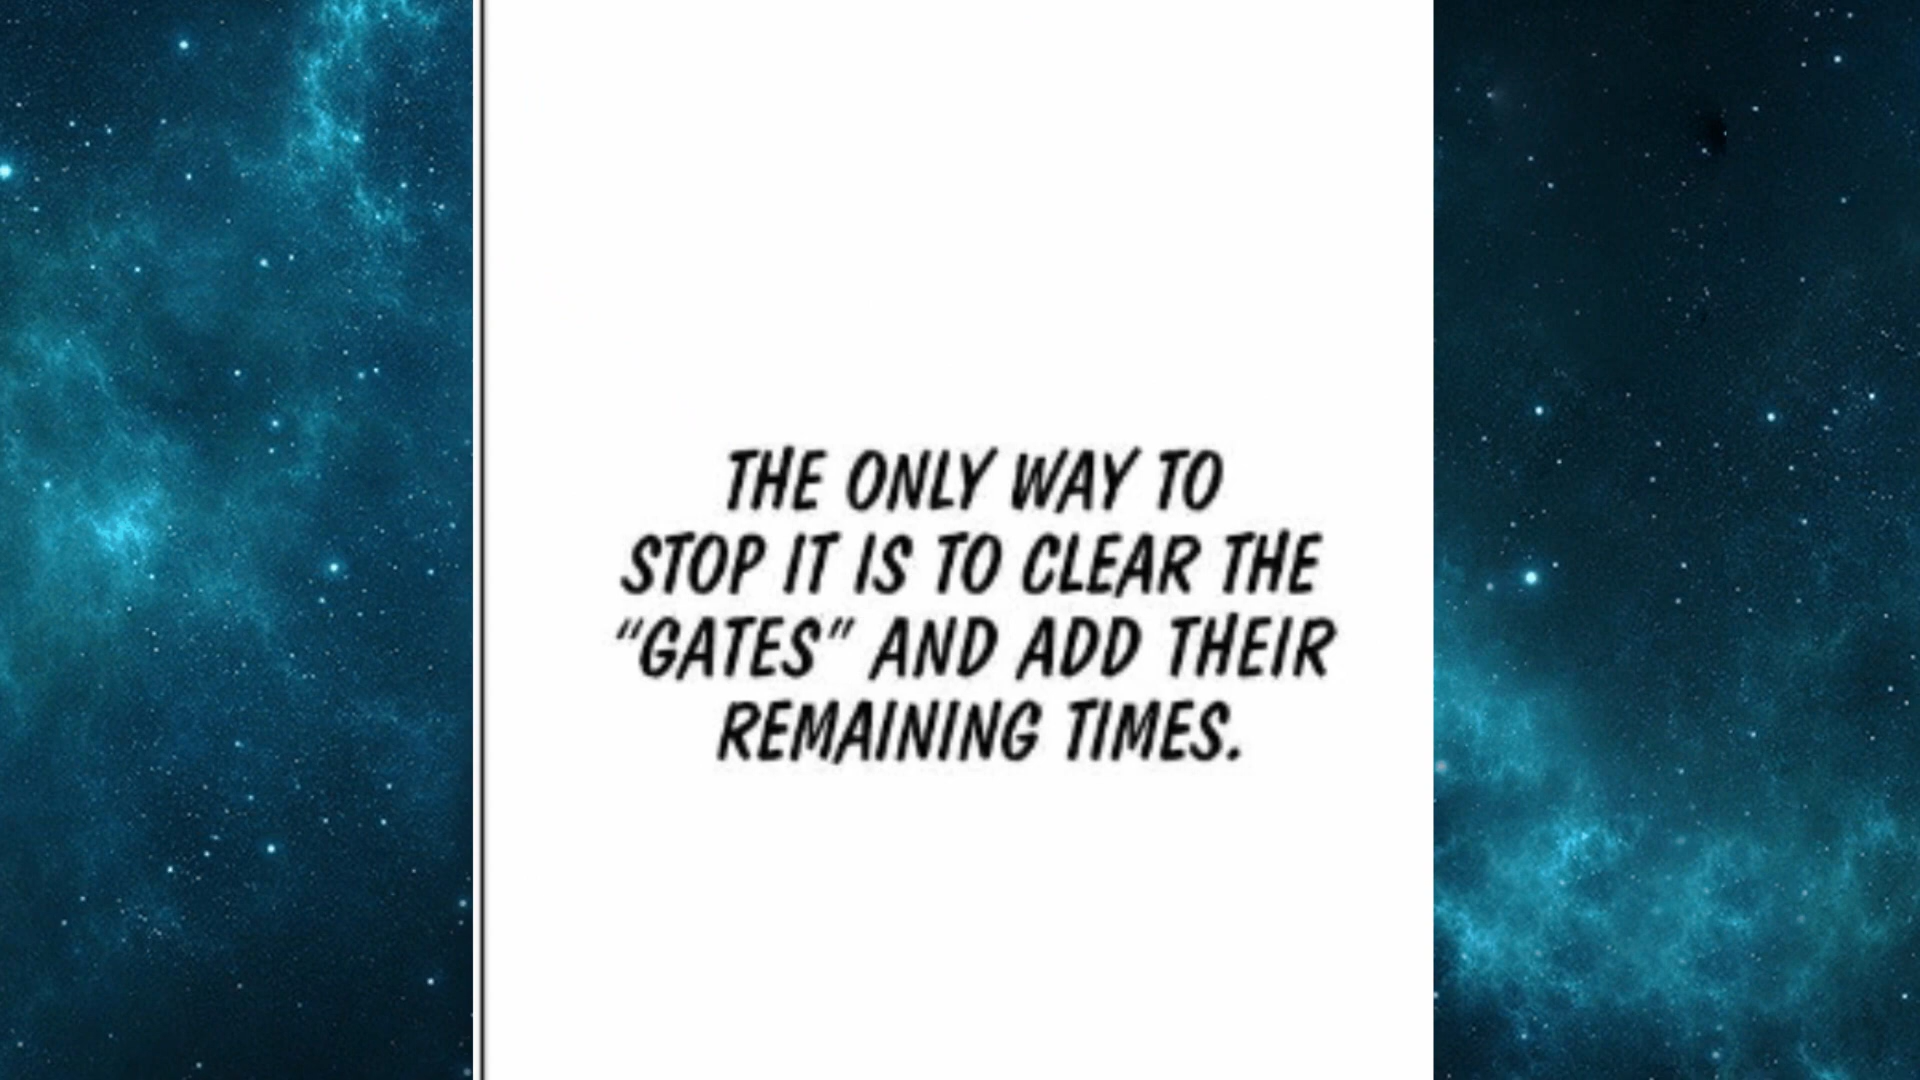 THE ONLY WAY TO
STOP IT IS TO CLEAR THE
“GATES” AND ADD THEIR
REMAINING TIMES.